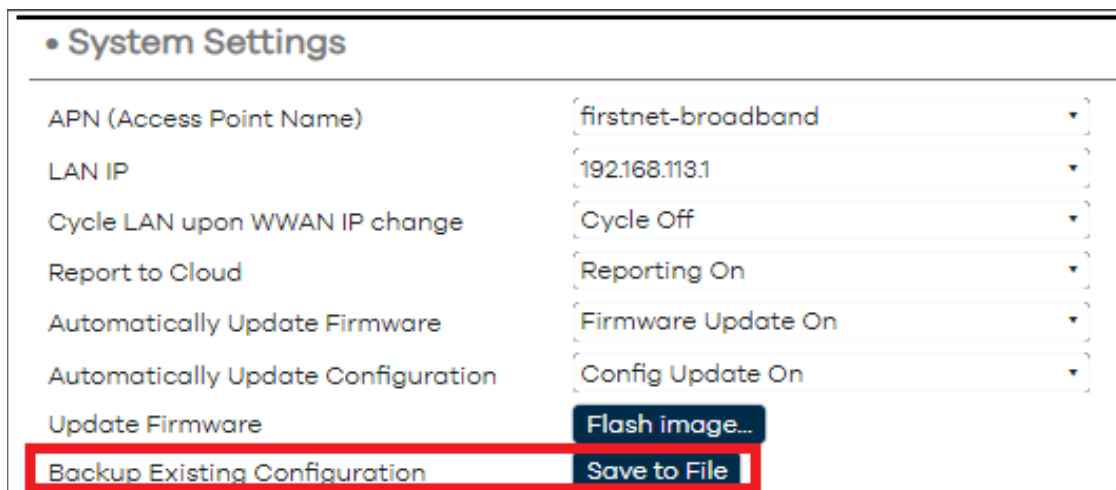 • System Settings
APN (Access Point Name) firstnet-broadband
LAN IP 192.168.113.1
Cycle LAN upon WWAN IP change Cycle Off
Report to Cloud Reporting On
Automatically Update Firmware Firmware Update On
Automatically Update Configuration Config Update On
Update Firmware Flash image...
Backup Existing Configuration Save to File